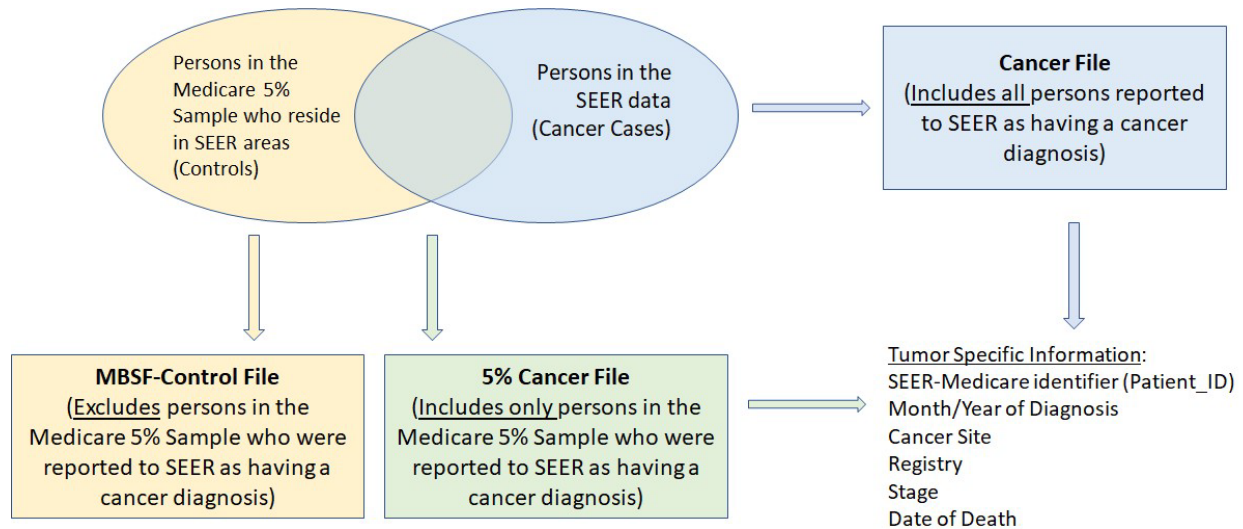 Persons in the
Medicare 5%
Sample who reside
in SEER areas
(Controls)
Persons in the
SEER data
(Cancer Cases)
Cancer File
(Includes all persons reported
to SEER as having a cancer
diagnosis)
MBSF-Control File
(Excludes persons in the
Medicare 5% Sample who were
reported to SEER as having a
cancer diagnosis)
5% Cancer File
(Includes only persons in the
Medicare 5% Sample who were
reported to SEER as having a
cancer diagnosis)
Tumor Specific Information:
SEER-Medicare identifier (Patient_ID)
Month/Year of Diagnosis
Cancer Site
Registry
Stage
Date of Death